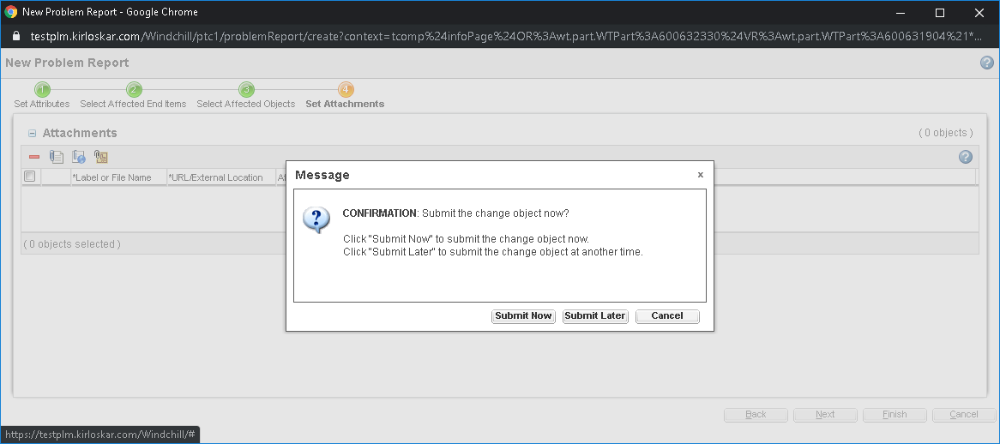 New Problem Report - Google Chrome
testplm.kirloskar.com/Windchill/ptc1/problemReport/create?context=tcomp%24infoPage%24OR%3Awt.part.WTPart%3A600632330%24VR%3Awt.part.WTPart%3A600631904%21*...
New Problem Report
1 2 3 4
Set Attributes Select Affected End Items Select Affected Objects Set Attachments
Attachments ( 0 objects )
*Label or File Name *URL/External Location
Message x
CONFIRMATION: Submit the change object now?
Click "Submit Now" to submit the change object now.
Click "Submit Later" to submit the change object at another time.
( 0 objects selected )
Submit Now Submit Later Cancel
Back Next Finish Cancel
https://testplm.kirloskar.com/Windchill/#